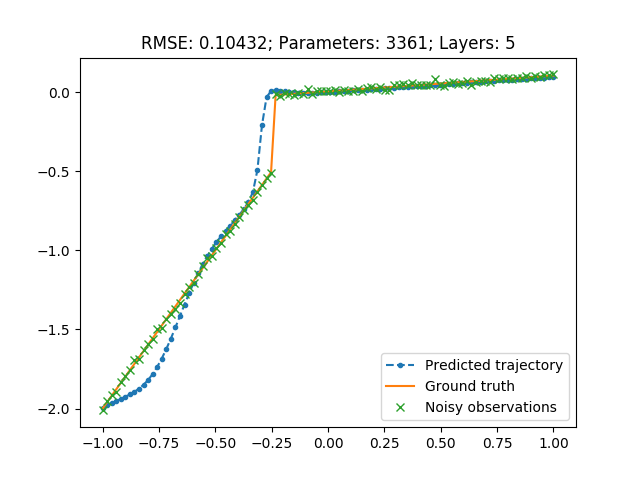 RMSE: 0.10432; Parameters: 3361; Layers: 5
0.0
−0.5
−1.0
−1.5
−2.0
Predicted trajectory
Ground truth
Noisy observations
−1.00 −0.75 −0.50 −0.25 0.00 0.25 0.50 0.75 1.00